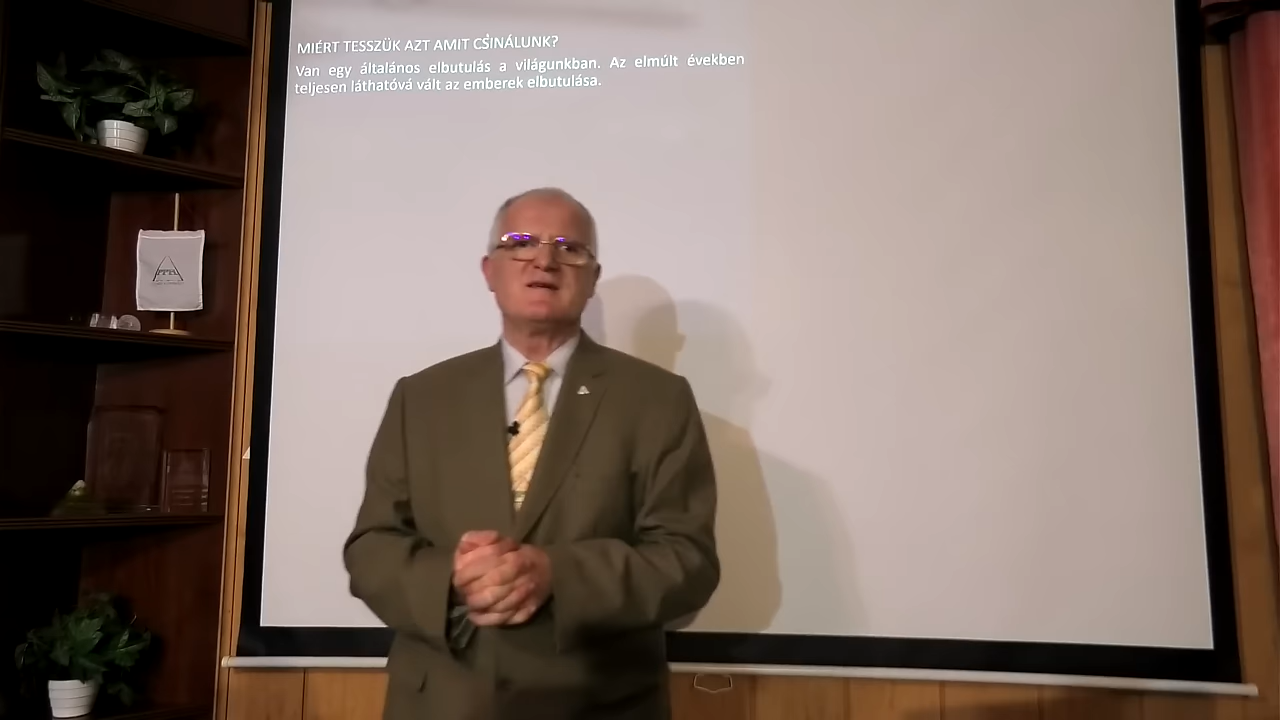 MIÉRT TESSZÜK AZT AMIT CSINÁLUNK?
Van egy általános elbutulás a világunkban. Az elmúlt években
teljesen láthatóvá vált az emberek elbutulása.